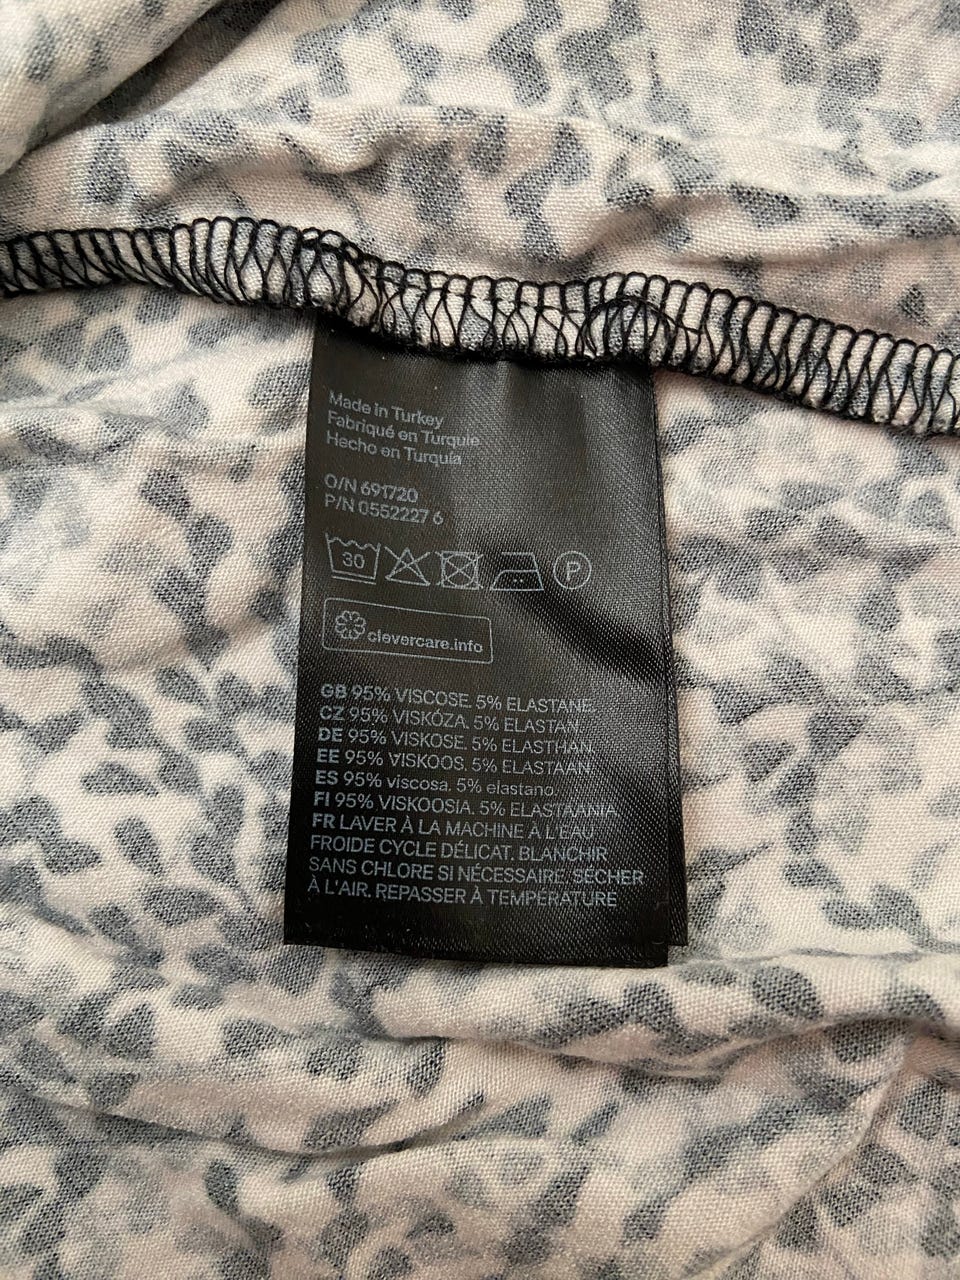 Made in Turkey
Fabriqué en Turquie
Hecho en Turquía
O/N 691720
P/N 0552227 6
30 P
clevercare.info
GB 95% VISCOSE. 5% ELASTANE.
CZ 95% VISKÓZA. 5% ELASTAN.
DE 95% VISKOSE. 5% ELASTHAN.
EE 95% VISKOOS. 5% ELASTAAN.
ES 95% viscosa. 5% elastano.
FI 95% VISKOOSIA. 5% ELASTAANIA.
FR LAVER À LA MACHINE À L'EAU
FROIDE CYCLE DÉLICAT. BLANCHIR
SANS CHLORE SI NÉCESSAIRE. SÉCHER
À L'AIR. REPASSER À TEMPÉRATURE